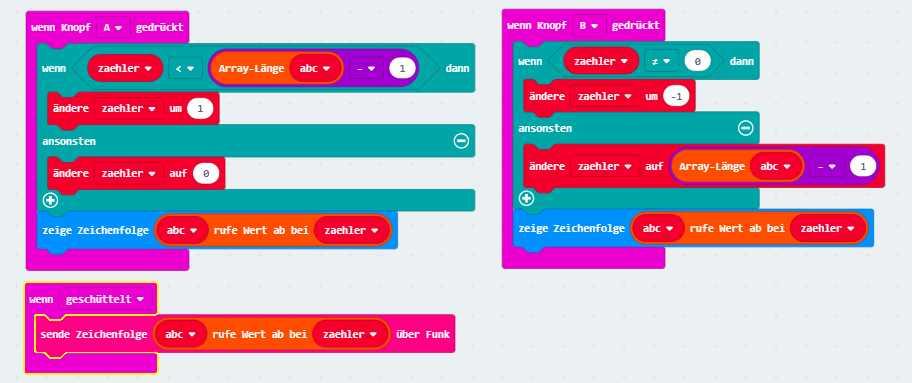 wenn Knopf A gedrückt
wenn zaehler < Array-Länge abc - 1 dann
ändere zaehler um 1
ansonsten
ändere zaehler auf 0
zeige Zeichenfolge abc rufe Wert ab bei zaehler
wenn Knopf B gedrückt
wenn zaehler ≠ 0 dann
ändere zaehler um -1
ansonsten
ändere zaehler auf Array-Länge abc - 1
zeige Zeichenfolge abc rufe Wert ab bei zaehler
wenn geschüttelt
sende Zeichenfolge abc rufe Wert ab bei zaehler über Funk